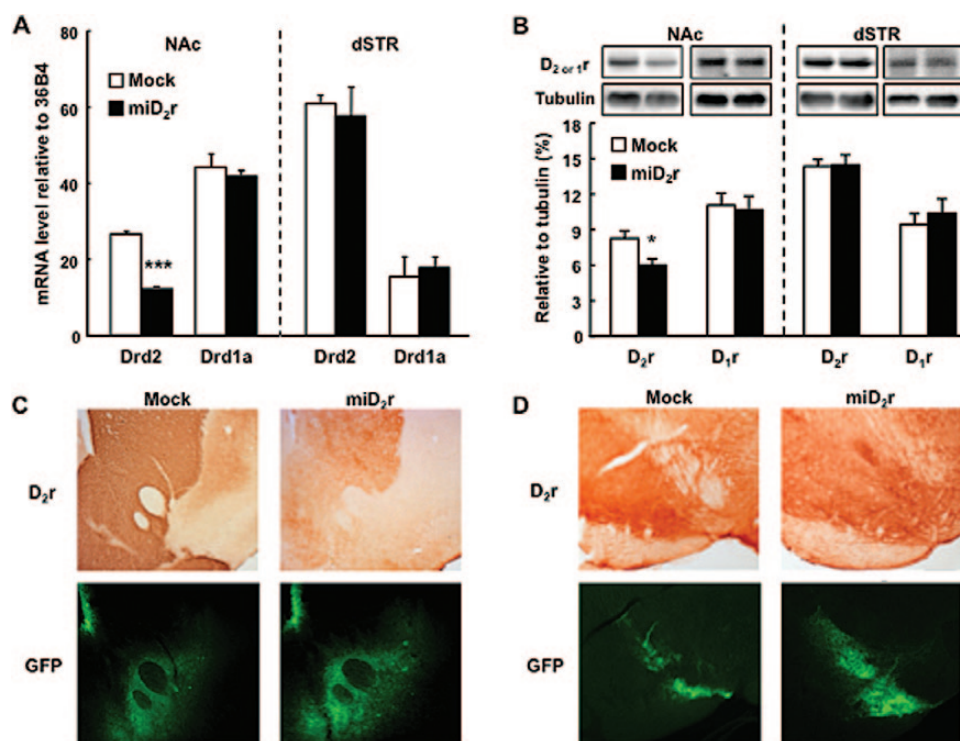 A
NAc
dSTR
Mock
miD₂r
mRNA level relative to 36B4
80
60
40
20
0
***
Drd2
Drd1a
Drd2
Drd1a
B
NAc
dSTR
D₂ or ₁r
Tubulin
Relative to tubulin (%)
18
15
12
9
6
3
0
Mock
miD₂r
*
D₂r
D₁r
D₂r
D₁r
C
Mock
miD₂r
D₂r
GFP
D
Mock
miD₂r
D₂r
GFP